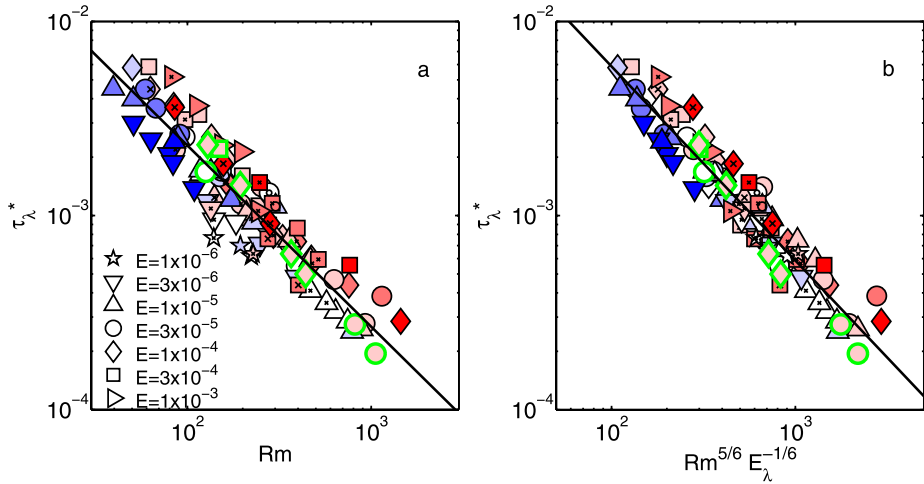 10⁻²
10⁻³
10⁻⁴
τλ*
a
E=1x10⁻⁶
E=3x10⁻⁶
E=1x10⁻⁵
E=3x10⁻⁵
E=1x10⁻⁴
E=3x10⁻⁴
E=1x10⁻³
10² 10³
Rm
10⁻²
10⁻³
10⁻⁴
τλ*
b
10² 10³
Rm^5/6 Eλ^-1/6